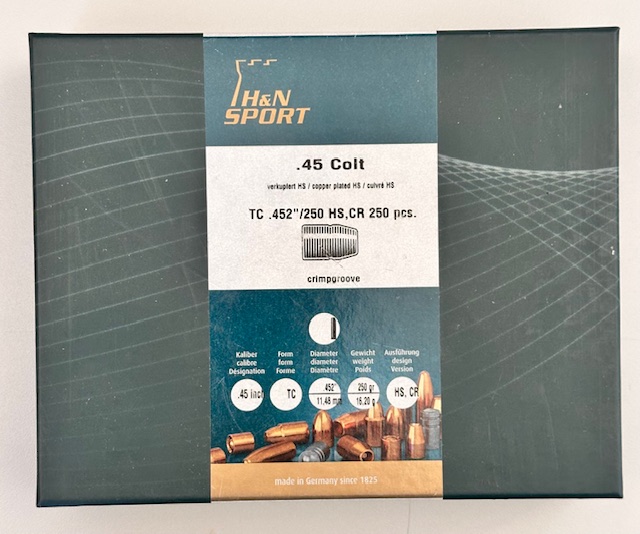 H&N
SPORT
.45 Colt
verkupfert HS / copper plated HS / cuivré HS
TC .452"/250 HS,CR 250 pcs.
crimpgroove
Kaliber Form Diameter Gewicht Ausführung
calibre form diameter weight design
Désignation Forme Diamètre Poids Version
.45 inch TC .452" 250 gr HS, CR
11,48 mm 16,20 g
made in Germany since 1825